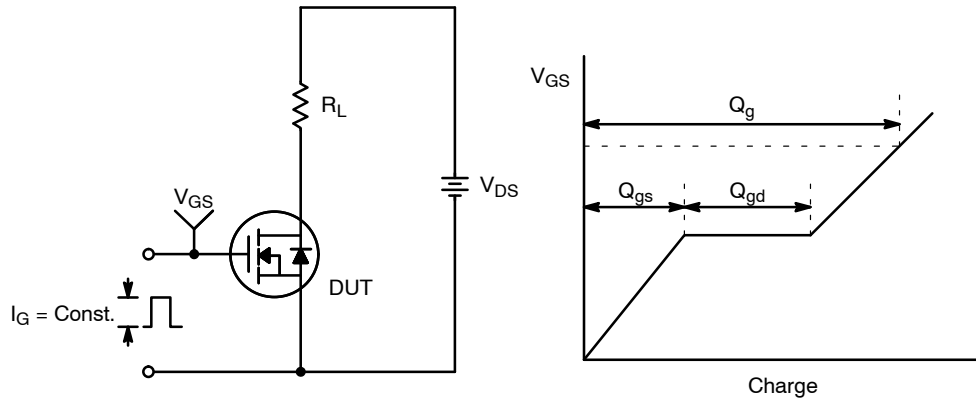 R_L
V_GS
V_DS
DUT
I_G = Const.
V_GS
Q_g
Q_gs
Q_gd
Charge